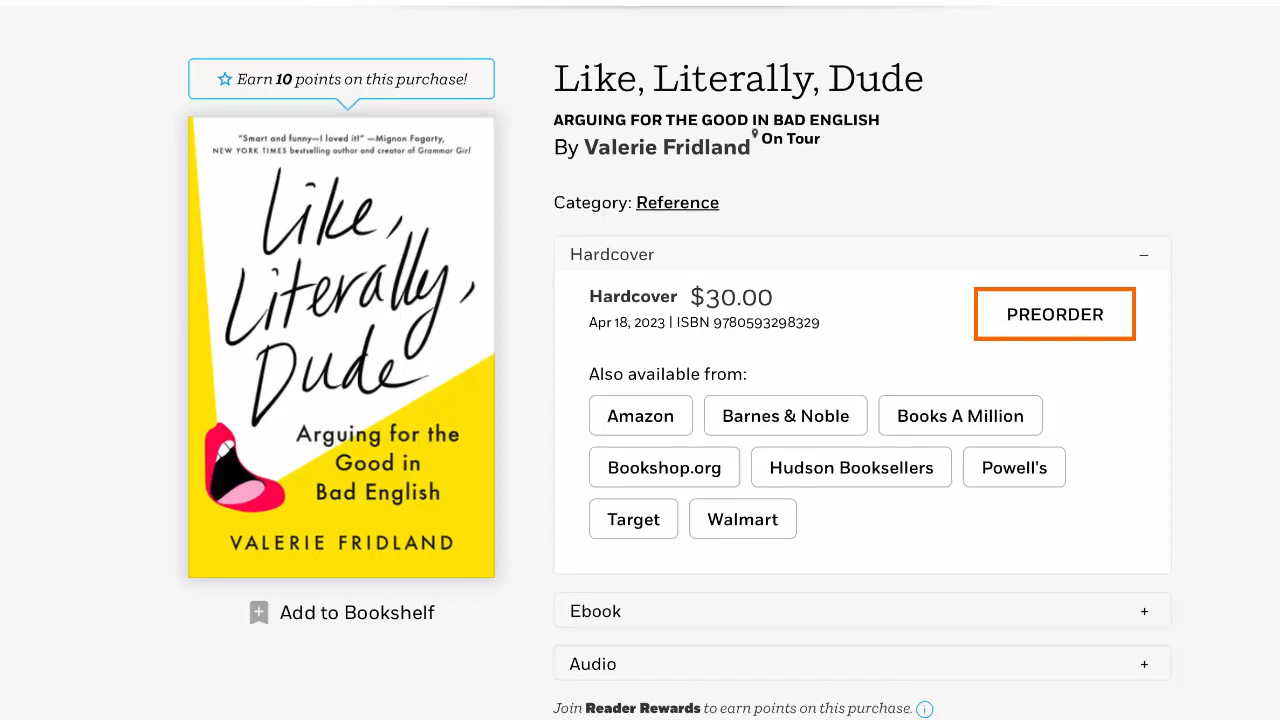 Earn 10 points on this purchase!
"Smart and funny—I loved it!" —Mignon Fogarty,
NEW YORK TIMES bestselling author and creator of Grammar Girl
Like,
Literally,
Dude
Arguing for the
Good in
Bad English
VALERIE FRIDLAND
Add to Bookshelf
Like, Literally, Dude
ARGUING FOR THE GOOD IN BAD ENGLISH
By Valerie Fridland On Tour
Category: Reference
Hardcover −
Hardcover $30.00
Apr 18, 2023 | ISBN 9780593298329
PREORDER
Also available from:
Amazon Barnes & Noble Books A Million
Bookshop.org Hudson Booksellers Powell's
Target Walmart
Ebook +
Audio +
Join Reader Rewards to earn points on this purchase. i